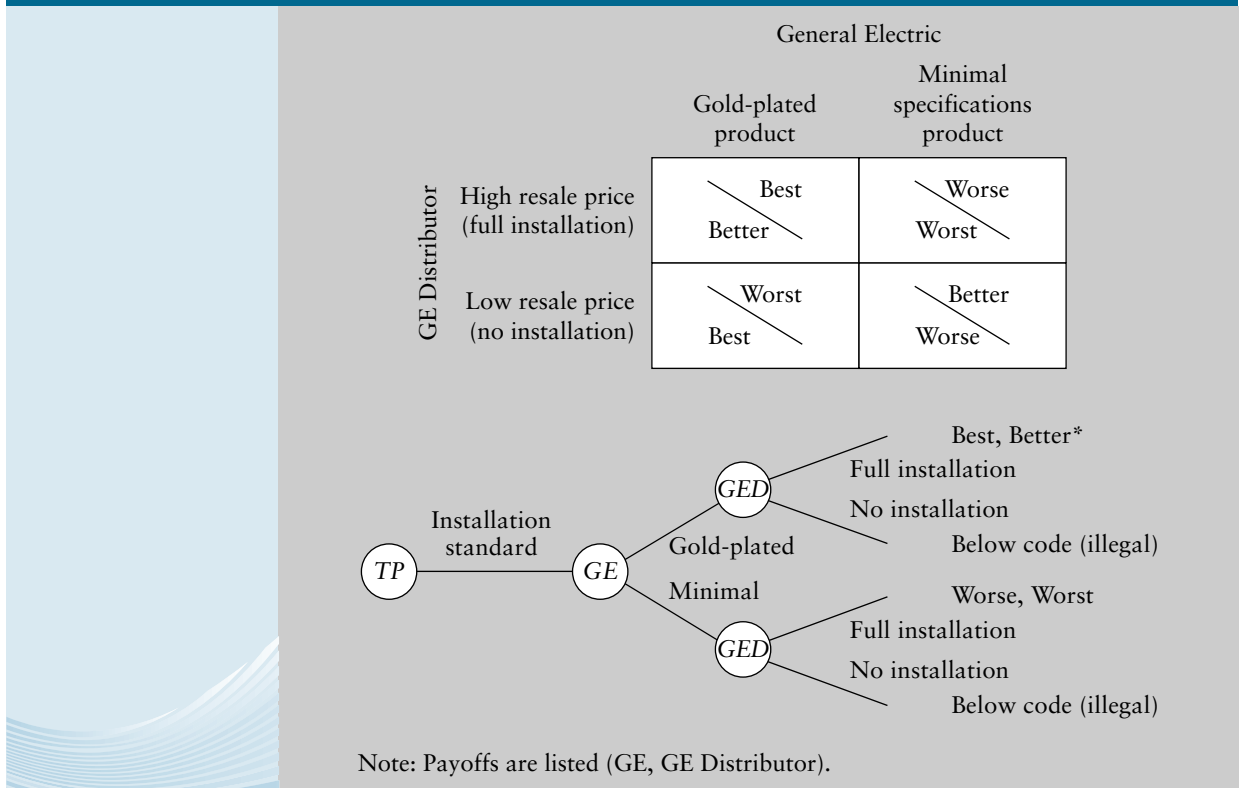 General Electric
Gold-plated
product
Minimal
specifications
product
GE Distributor
High resale price
(full installation)
Best
Better
Worse
Worst
Low resale price
(no installation)
Worst
Best
Better
Worse
TP
Installation
standard
GE
Gold-plated
Minimal
GED
Best, Better*
Full installation
No installation
Below code (illegal)
GED
Worse, Worst
Full installation
No installation
Below code (illegal)
Note: Payoffs are listed (GE, GE Distributor).